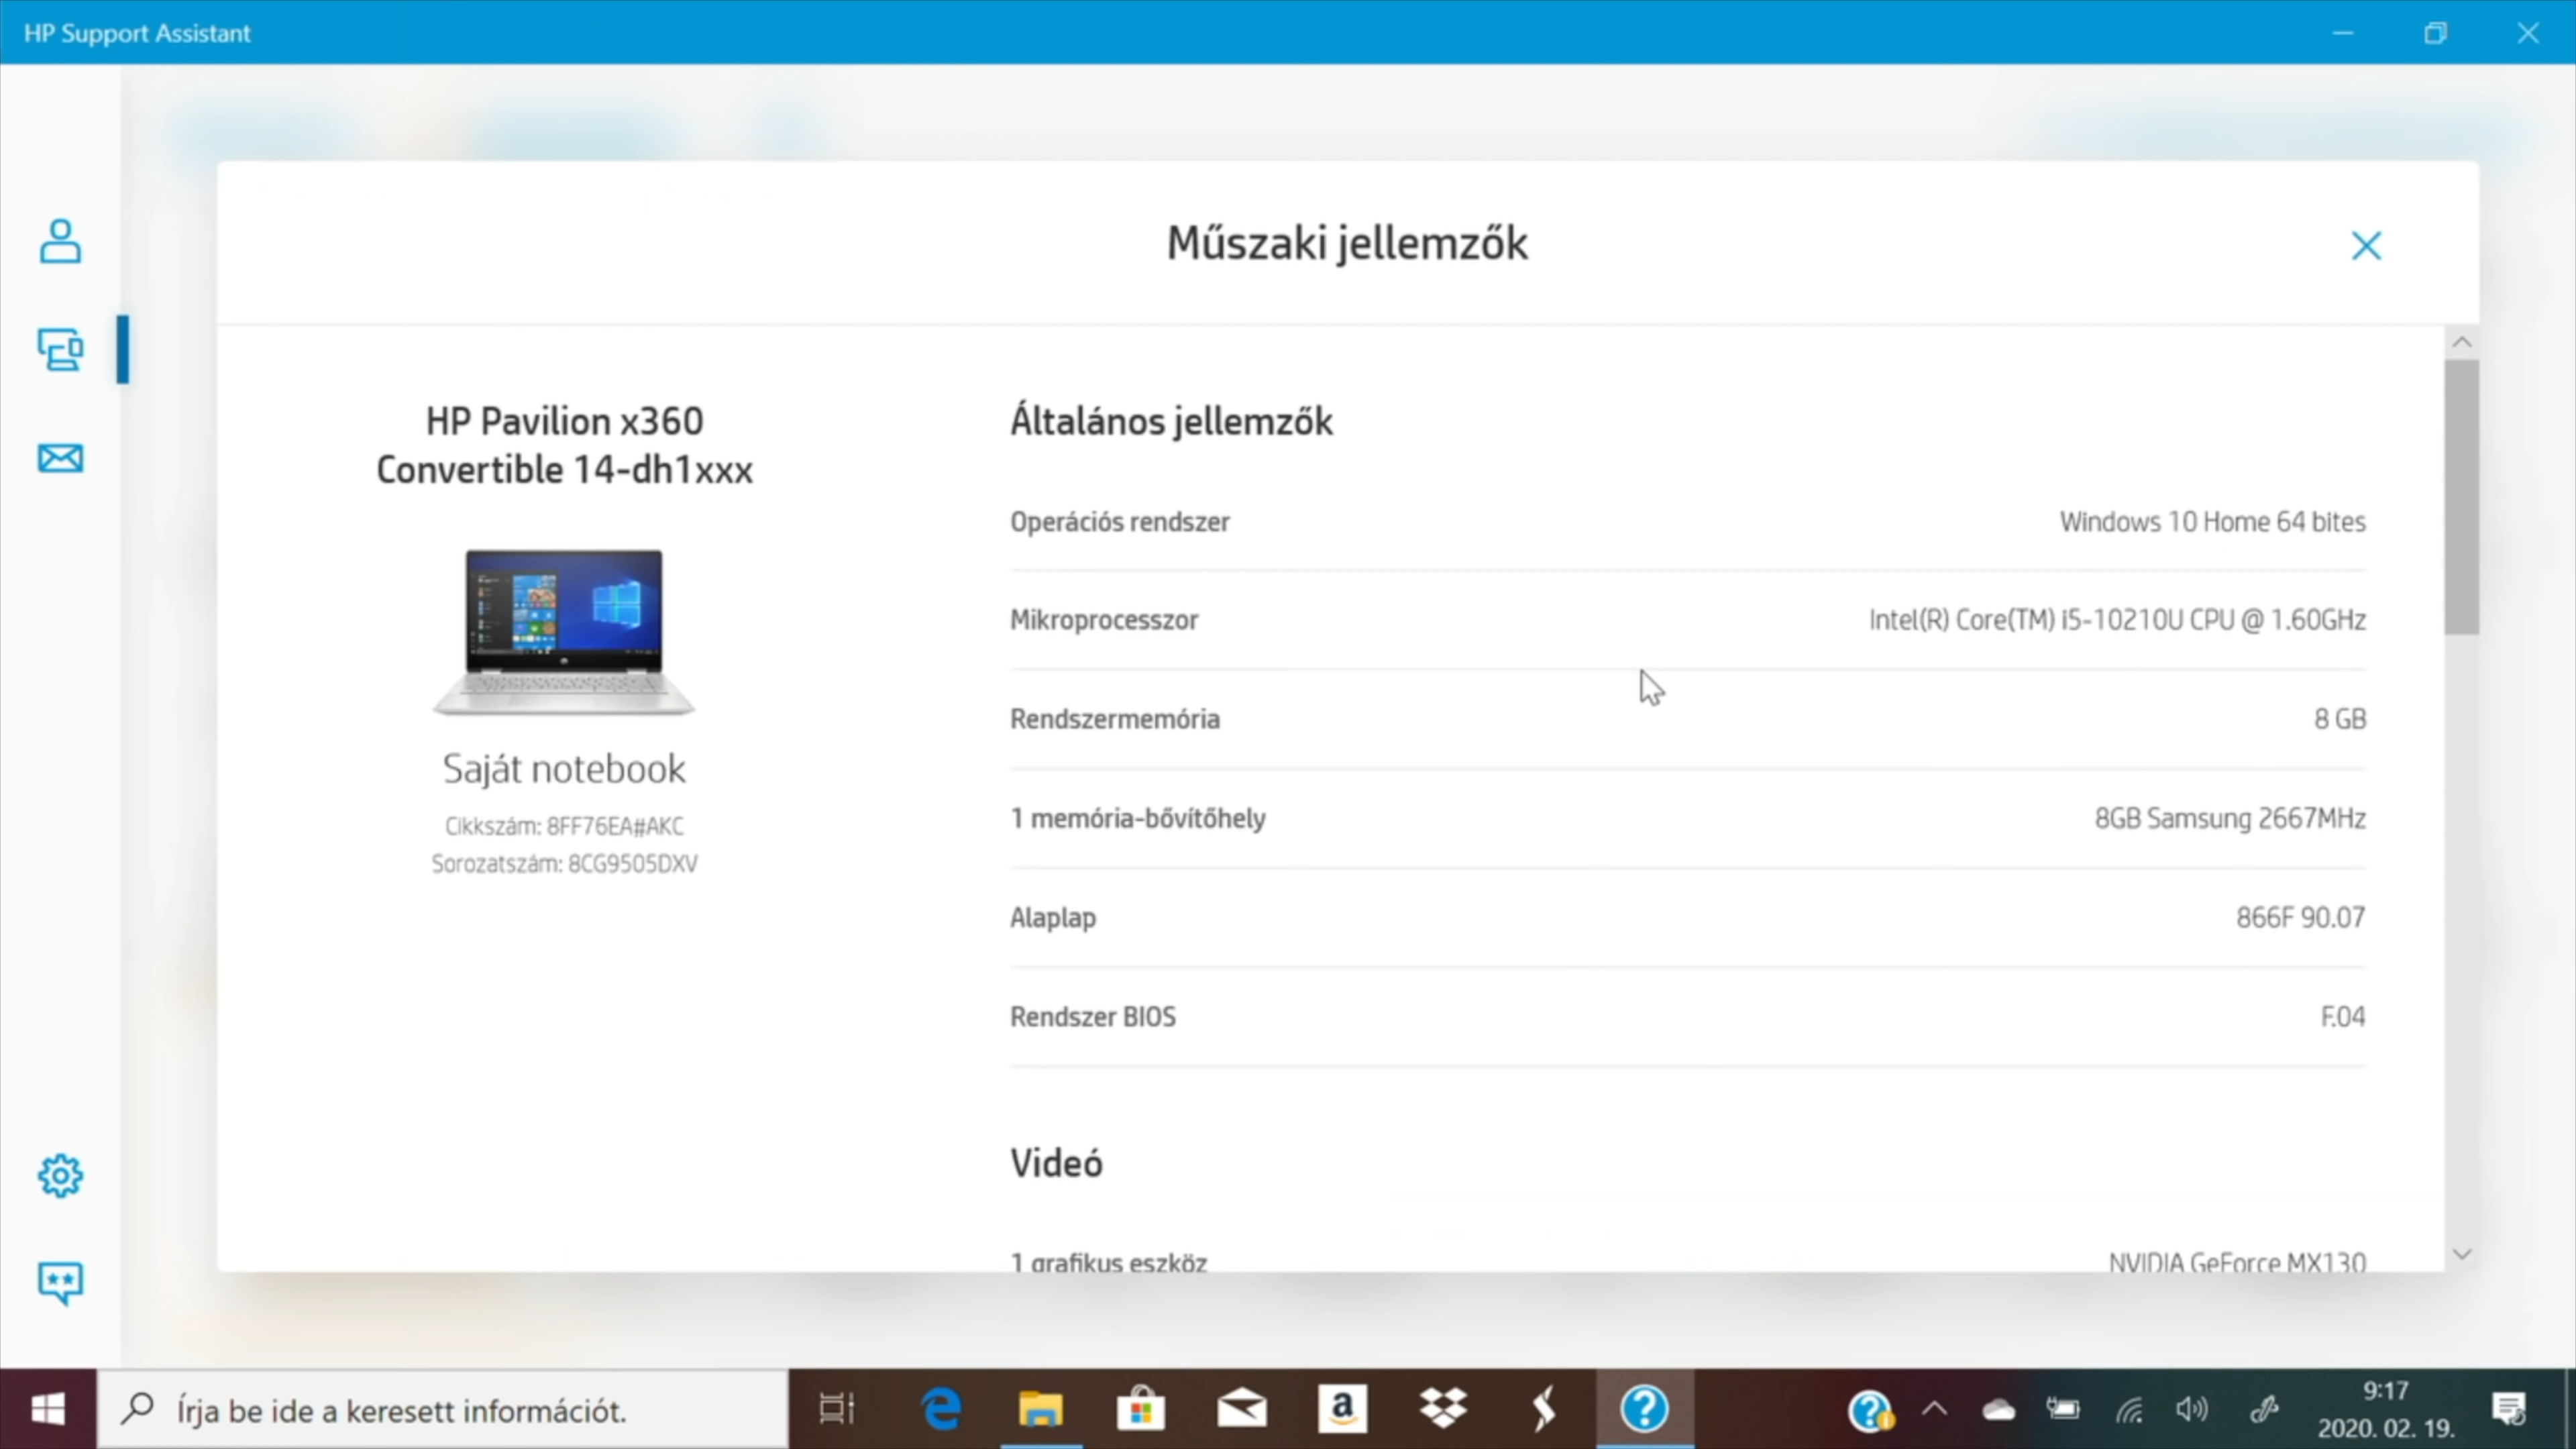 HP Support Assistant
Műszaki jellemzők
HP Pavilion x360
Convertible 14-dh1xxx
Saját notebook
Cikkszám: 8FF76EA#AKC
Sorozatszám: 8CG9505DXV
Általános jellemzők
Operációs rendszer Windows 10 Home 64 bites
Mikroprocesszor Intel(R) Core(TM) i5-10210U CPU @ 1.60GHz
Rendszermemória 8 GB
1 memória-bővítőhely 8GB Samsung 2667MHz
Alaplap 866F 90.07
Rendszer BIOS F.04
Videó
1 grafikus eszköz NVIDIA GeForce MX130
Írja be ide a keresett információt.
9:17
2020. 02. 19.